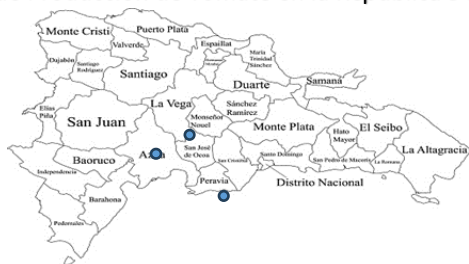 Monte Cristi
Puerto Plata
Valverde
Espaillat
María
Trinidad
Sánchez
Dajabón
Santiago
Rodríguez
Santiago
Duarte
Samaná
La Vega
Elías
Piña
San Juan
Monseñor
Nouel
Sánchez
Ramírez
Monte Plata
Hato
Mayor
El Seibo
La Altagracia
Baoruco
San José
de Ocoa
San Cristóbal
Santo Domingo
San Pedro de Macorís
La Romana
Independencia
Peravia
Distrito Nacional
Barahona
Pedernales